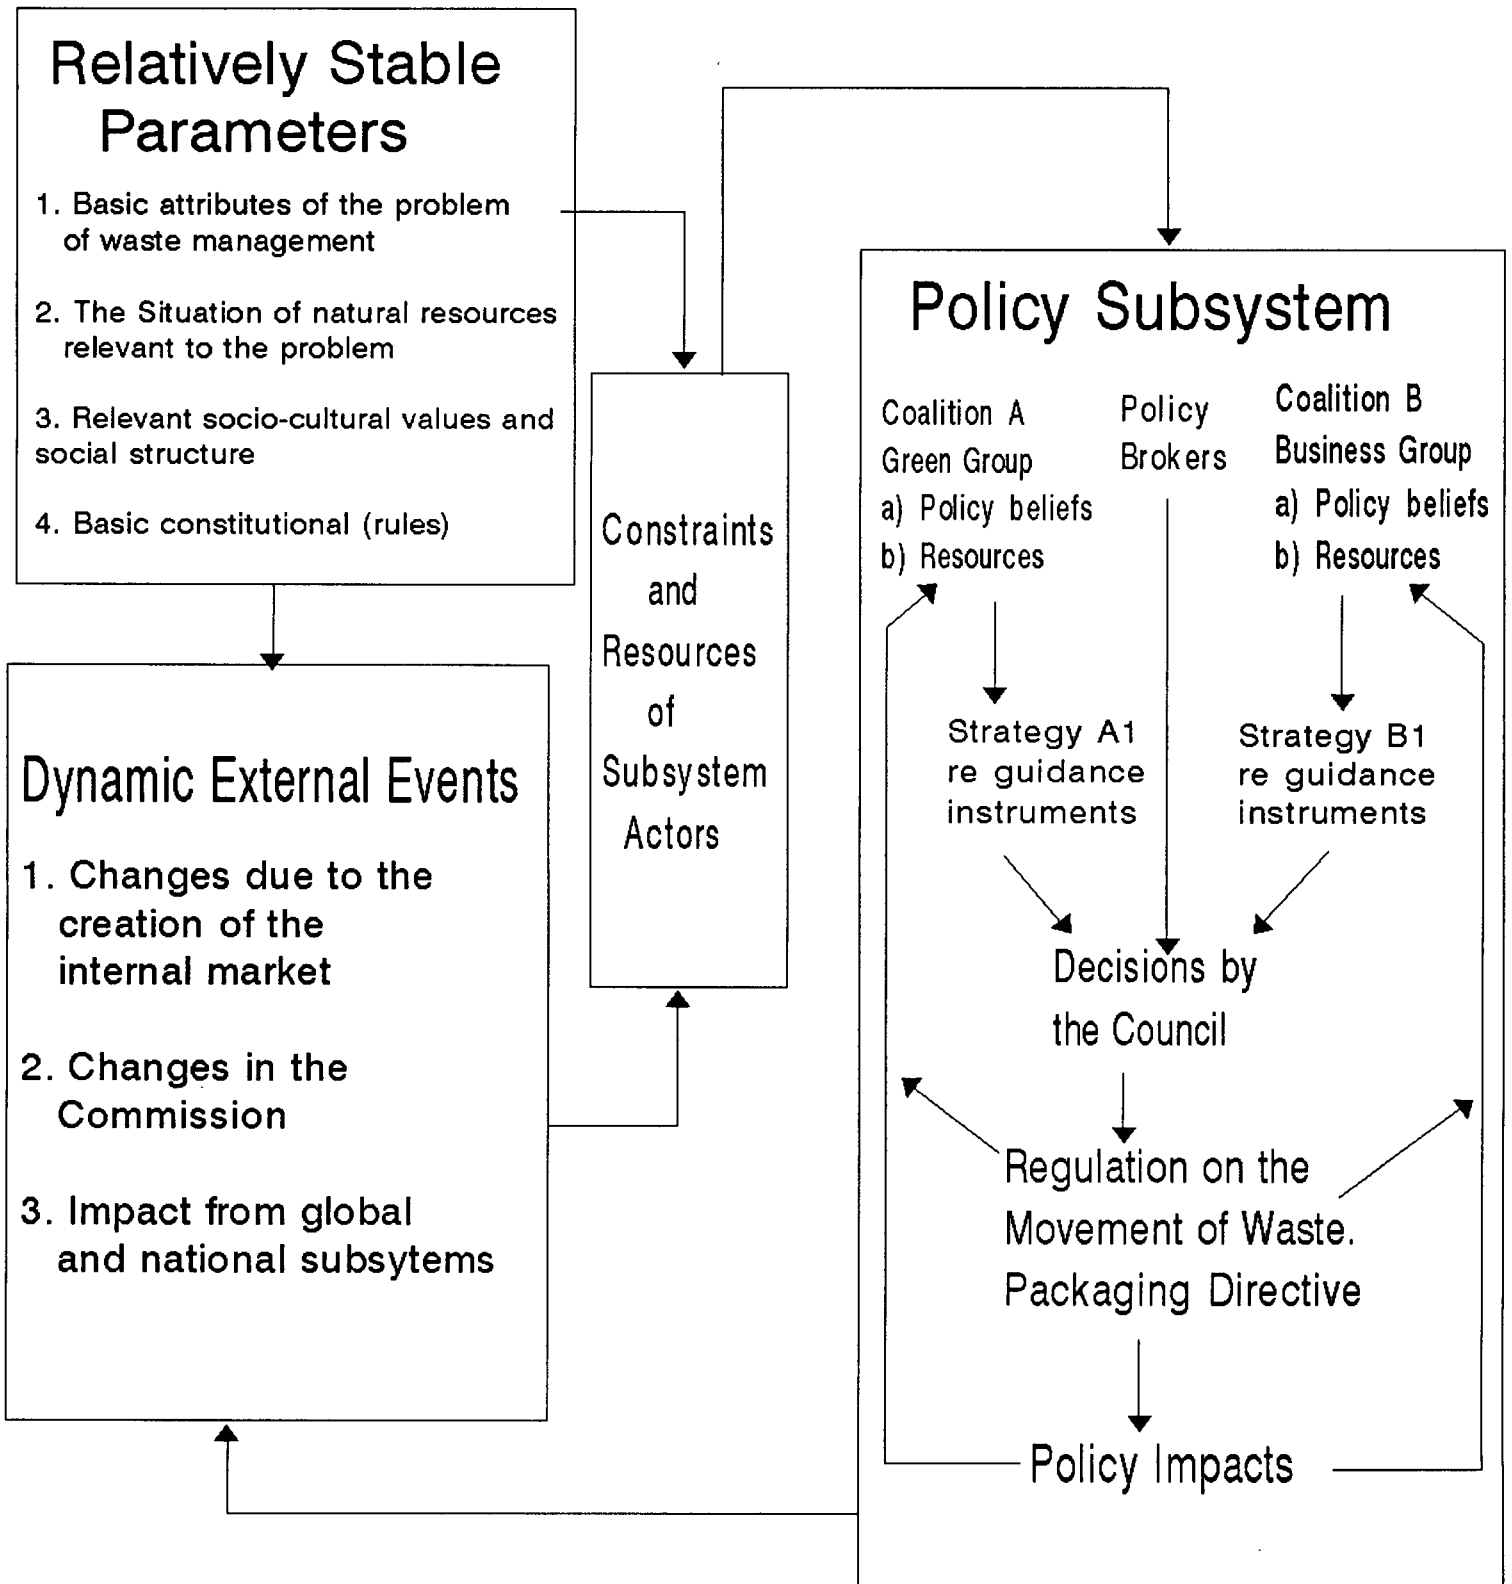 Relatively Stable
Parameters
1. Basic attributes of the problem
of waste management
2. The Situation of natural resources
relevant to the problem
3. Relevant socio-cultural values and
social structure
4. Basic constitutional (rules)
Dynamic External Events
1. Changes due to the
creation of the
internal market
2. Changes in the
Commission
3. Impact from global
and national subsytems
Constraints
and
Resources
of
Subsystem
Actors
Policy Subsystem
Coalition A
Green Group
a) Policy beliefs
b) Resources
Policy
Brokers
Coalition B
Business Group
a) Policy beliefs
b) Resources
Strategy A1
re guidance
instruments
Strategy B1
re guidance
instruments
Decisions by
the Council
Regulation on the
Movement of Waste.
Packaging Directive
Policy Impacts